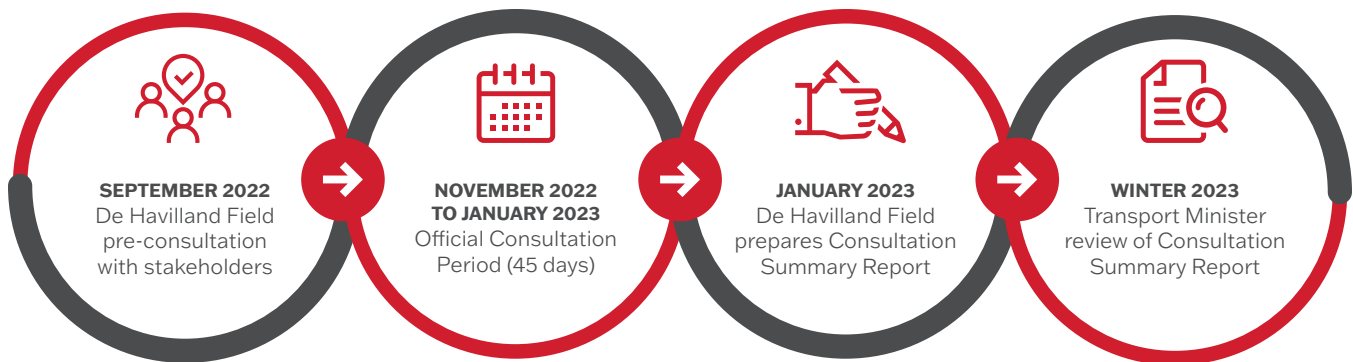 SEPTEMBER 2022
De Havilland Field
pre-consultation
with stakeholders
NOVEMBER 2022
TO JANUARY 2023
Official Consultation
Period (45 days)
JANUARY 2023
De Havilland Field
prepares Consultation
Summary Report
WINTER 2023
Transport Minister
review of Consultation
Summary Report